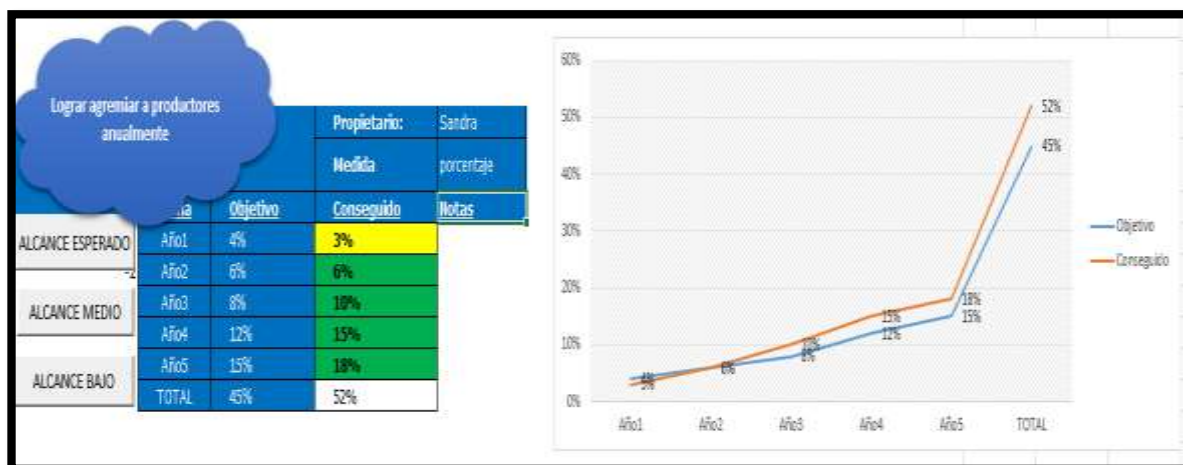 Lograr agremiar a productores
anualmente
Propietario: Sandra
Medida porcentaje
Objetivo Conseguido Notas
ALCANCE ESPERADO
ALCANCE MEDIO
ALCANCE BAJO
Año1 4% 3%
Año2 6% 6%
Año3 8% 10%
Año4 12% 15%
Año5 15% 18%
TOTAL 45% 52%
60%
50%
40%
30%
20%
10%
0%
52%
45%
18%
15%
15%
12%
10%
8%
6%
4%
3%
Año1 Año2 Año3 Año4 Año5 TOTAL
Objetivo
Conseguido